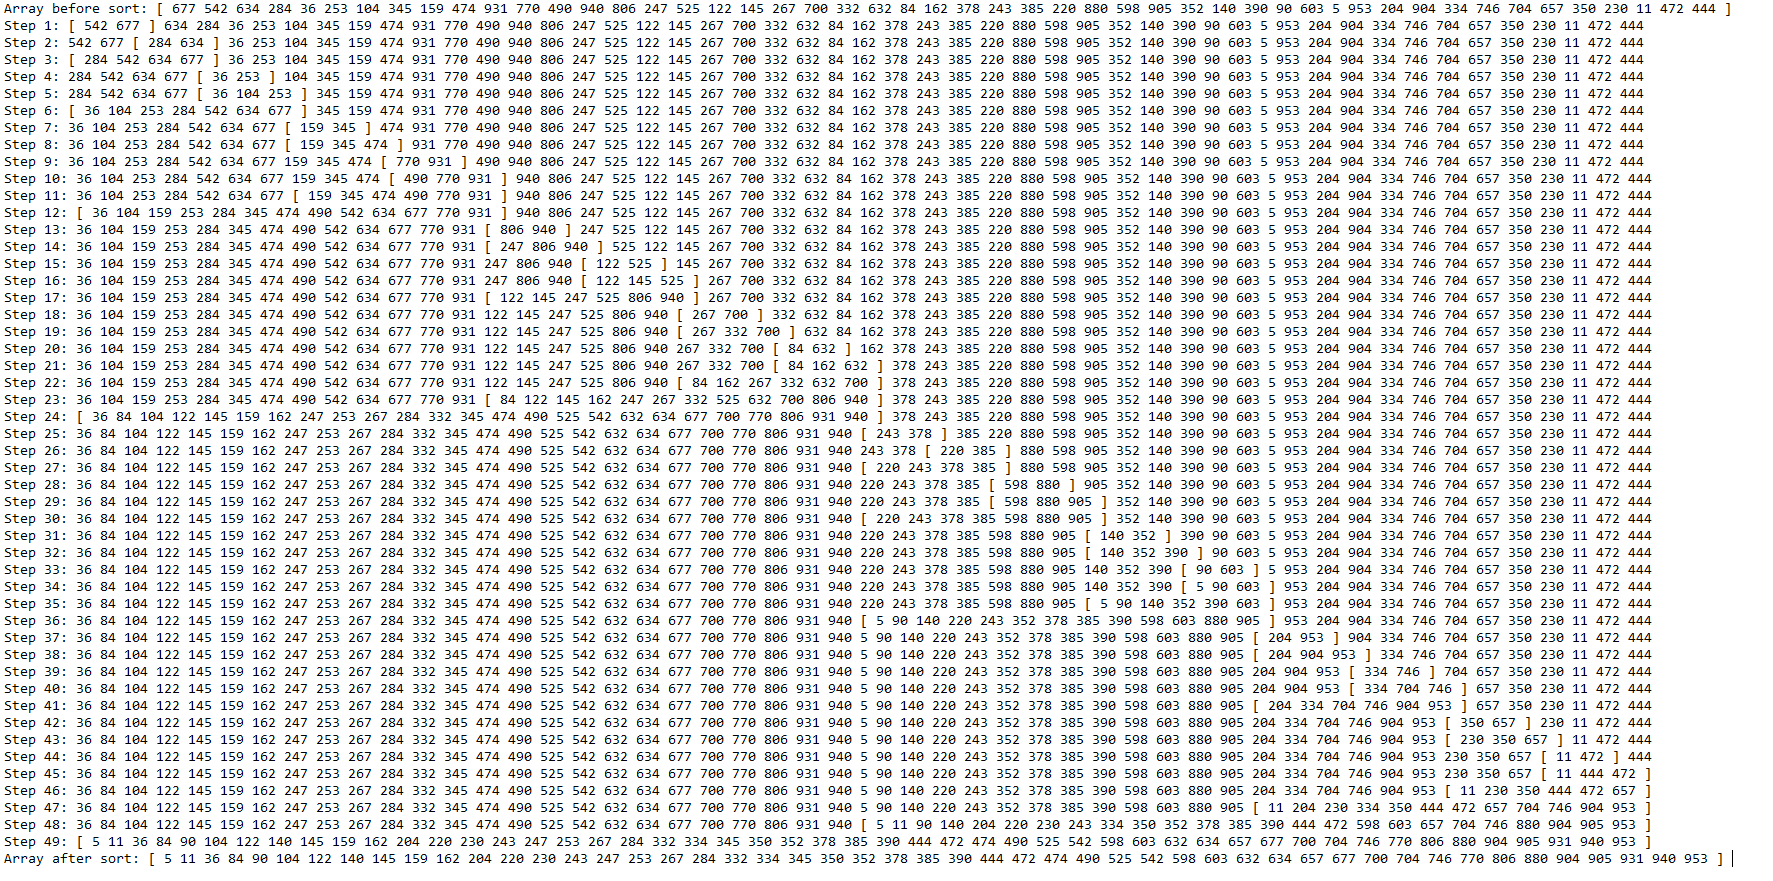 Array before sort: [ 677 542 634 284 36 253 104 345 159 474 931 770 490 940 806 247 525 122 145 267 700 332 632 84 162 378 243 385 220 880 598 905 352 140 390 90 603 5 953 204 904 334 746 704 657 350 230 11 472 444 ]
Step 1: [ 542 677 ] 634 284 36 253 104 345 159 474 931 770 490 940 806 247 525 122 145 267 700 332 632 84 162 378 243 385 220 880 598 905 352 140 390 90 603 5 953 204 904 334 746 704 657 350 230 11 472 444
Step 2: 542 677 [ 284 634 ] 36 253 104 345 159 474 931 770 490 940 806 247 525 122 145 267 700 332 632 84 162 378 243 385 220 880 598 905 352 140 390 90 603 5 953 204 904 334 746 704 657 350 230 11 472 444
Step 3: [ 284 542 634 677 ] 36 253 104 345 159 474 931 770 490 940 806 247 525 122 145 267 700 332 632 84 162 378 243 385 220 880 598 905 352 140 390 90 603 5 953 204 904 334 746 704 657 350 230 11 472 444
Step 4: 284 542 634 677 [ 36 253 ] 104 345 159 474 931 770 490 940 806 247 525 122 145 267 700 332 632 84 162 378 243 385 220 880 598 905 352 140 390 90 603 5 953 204 904 334 746 704 657 350 230 11 472 444
Step 5: 284 542 634 677 [ 36 104 253 ] 345 159 474 931 770 490 940 806 247 525 122 145 267 700 332 632 84 162 378 243 385 220 880 598 905 352 140 390 90 603 5 953 204 904 334 746 704 657 350 230 11 472 444
Step 6: [ 36 104 253 284 542 634 677 ] 345 159 474 931 770 490 940 806 247 525 122 145 267 700 332 632 84 162 378 243 385 220 880 598 905 352 140 390 90 603 5 953 204 904 334 746 704 657 350 230 11 472 444
Step 7: 36 104 253 284 542 634 677 [ 159 345 ] 474 931 770 490 940 806 247 525 122 145 267 700 332 632 84 162 378 243 385 220 880 598 905 352 140 390 90 603 5 953 204 904 334 746 704 657 350 230 11 472 444
Step 8: 36 104 253 284 542 634 677 [ 159 345 474 ] 931 770 490 940 806 247 525 122 145 267 700 332 632 84 162 378 243 385 220 880 598 905 352 140 390 90 603 5 953 204 904 334 746 704 657 350 230 11 472 444
Step 9: 36 104 253 284 542 634 677 159 345 474 [ 770 931 ] 490 940 806 247 525 122 145 267 700 332 632 84 162 378 243 385 220 880 598 905 352 140 390 90 603 5 953 204 904 334 746 704 657 350 230 11 472 444
Step 10: 36 104 253 284 542 634 677 159 345 474 [ 490 770 931 ] 940 806 247 525 122 145 267 700 332 632 84 162 378 243 385 220 880 598 905 352 140 390 90 603 5 953 204 904 334 746 704 657 350 230 11 472 444
Step 11: 36 104 253 284 542 634 677 [ 159 345 474 490 770 931 ] 940 806 247 525 122 145 267 700 332 632 84 162 378 243 385 220 880 598 905 352 140 390 90 603 5 953 204 904 334 746 704 657 350 230 11 472 444
Step 12: [ 36 104 159 253 284 345 474 490 542 634 677 770 931 ] 940 806 247 525 122 145 267 700 332 632 84 162 378 243 385 220 880 598 905 352 140 390 90 603 5 953 204 904 334 746 704 657 350 230 11 472 444
Step 13: 36 104 159 253 284 345 474 490 542 634 677 770 931 [ 806 940 ] 247 525 122 145 267 700 332 632 84 162 378 243 385 220 880 598 905 352 140 390 90 603 5 953 204 904 334 746 704 657 350 230 11 472 444
Step 14: 36 104 159 253 284 345 474 490 542 634 677 770 931 [ 247 806 940 ] 525 122 145 267 700 332 632 84 162 378 243 385 220 880 598 905 352 140 390 90 603 5 953 204 904 334 746 704 657 350 230 11 472 444
Step 15: 36 104 159 253 284 345 474 490 542 634 677 770 931 247 806 940 [ 122 525 ] 145 267 700 332 632 84 162 378 243 385 220 880 598 905 352 140 390 90 603 5 953 204 904 334 746 704 657 350 230 11 472 444
Step 16: 36 104 159 253 284 345 474 490 542 634 677 770 931 247 806 940 [ 122 145 525 ] 267 700 332 632 84 162 378 243 385 220 880 598 905 352 140 390 90 603 5 953 204 904 334 746 704 657 350 230 11 472 444
Step 17: 36 104 159 253 284 345 474 490 542 634 677 770 931 [ 122 145 247 525 806 940 ] 267 700 332 632 84 162 378 243 385 220 880 598 905 352 140 390 90 603 5 953 204 904 334 746 704 657 350 230 11 472 444
Step 18: 36 104 159 253 284 345 474 490 542 634 677 770 931 122 145 247 525 806 940 [ 267 700 ] 332 632 84 162 378 243 385 220 880 598 905 352 140 390 90 603 5 953 204 904 334 746 704 657 350 230 11 472 444
Step 19: 36 104 159 253 284 345 474 490 542 634 677 770 931 122 145 247 525 806 940 [ 267 332 700 ] 632 84 162 378 243 385 220 880 598 905 352 140 390 90 603 5 953 204 904 334 746 704 657 350 230 11 472 444
Step 20: 36 104 159 253 284 345 474 490 542 634 677 770 931 122 145 247 525 806 940 267 332 700 [ 84 632 ] 162 378 243 385 220 880 598 905 352 140 390 90 603 5 953 204 904 334 746 704 657 350 230 11 472 444
Step 21: 36 104 159 253 284 345 474 490 542 634 677 770 931 122 145 247 525 806 940 267 332 700 [ 84 162 632 ] 378 243 385 220 880 598 905 352 140 390 90 603 5 953 204 904 334 746 704 657 350 230 11 472 444
Step 22: 36 104 159 253 284 345 474 490 542 634 677 770 931 122 145 247 525 806 940 [ 84 162 267 332 632 700 ] 378 243 385 220 880 598 905 352 140 390 90 603 5 953 204 904 334 746 704 657 350 230 11 472 444
Step 23: 36 104 159 253 284 345 474 490 542 634 677 770 931 [ 84 122 145 162 247 267 332 525 632 700 806 940 ] 378 243 385 220 880 598 905 352 140 390 90 603 5 953 204 904 334 746 704 657 350 230 11 472 444
Step 24: [ 36 84 104 122 145 159 162 247 253 267 284 332 345 474 490 525 542 632 634 677 700 770 806 931 940 ] 378 243 385 220 880 598 905 352 140 390 90 603 5 953 204 904 334 746 704 657 350 230 11 472 444
Step 25: 36 84 104 122 145 159 162 247 253 267 284 332 345 474 490 525 542 632 634 677 700 770 806 931 940 [ 243 378 ] 385 220 880 598 905 352 140 390 90 603 5 953 204 904 334 746 704 657 350 230 11 472 444
Step 26: 36 84 104 122 145 159 162 247 253 267 284 332 345 474 490 525 542 632 634 677 700 770 806 931 940 243 378 [ 220 385 ] 880 598 905 352 140 390 90 603 5 953 204 904 334 746 704 657 350 230 11 472 444
Step 27: 36 84 104 122 145 159 162 247 253 267 284 332 345 474 490 525 542 632 634 677 700 770 806 931 940 [ 220 243 378 385 ] 880 598 905 352 140 390 90 603 5 953 204 904 334 746 704 657 350 230 11 472 444
Step 28: 36 84 104 122 145 159 162 247 253 267 284 332 345 474 490 525 542 632 634 677 700 770 806 931 940 220 243 378 385 [ 598 880 ] 905 352 140 390 90 603 5 953 204 904 334 746 704 657 350 230 11 472 444
Step 29: 36 84 104 122 145 159 162 247 253 267 284 332 345 474 490 525 542 632 634 677 700 770 806 931 940 220 243 378 385 [ 598 880 905 ] 352 140 390 90 603 5 953 204 904 334 746 704 657 350 230 11 472 444
Step 30: 36 84 104 122 145 159 162 247 253 267 284 332 345 474 490 525 542 632 634 677 700 770 806 931 940 [ 220 243 378 385 598 880 905 ] 352 140 390 90 603 5 953 204 904 334 746 704 657 350 230 11 472 444
Step 31: 36 84 104 122 145 159 162 247 253 267 284 332 345 474 490 525 542 632 634 677 700 770 806 931 940 220 243 378 385 598 880 905 [ 140 352 ] 390 90 603 5 953 204 904 334 746 704 657 350 230 11 472 444
Step 32: 36 84 104 122 145 159 162 247 253 267 284 332 345 474 490 525 542 632 634 677 700 770 806 931 940 220 243 378 385 598 880 905 [ 140 352 390 ] 90 603 5 953 204 904 334 746 704 657 350 230 11 472 444
Step 33: 36 84 104 122 145 159 162 247 253 267 284 332 345 474 490 525 542 632 634 677 700 770 806 931 940 220 243 378 385 598 880 905 140 352 390 [ 90 603 ] 5 953 204 904 334 746 704 657 350 230 11 472 444
Step 34: 36 84 104 122 145 159 162 247 253 267 284 332 345 474 490 525 542 632 634 677 700 770 806 931 940 220 243 378 385 598 880 905 140 352 390 [ 5 90 603 ] 953 204 904 334 746 704 657 350 230 11 472 444
Step 35: 36 84 104 122 145 159 162 247 253 267 284 332 345 474 490 525 542 632 634 677 700 770 806 931 940 220 243 378 385 598 880 905 [ 5 90 140 352 390 603 ] 953 204 904 334 746 704 657 350 230 11 472 444
Step 36: 36 84 104 122 145 159 162 247 253 267 284 332 345 474 490 525 542 632 634 677 700 770 806 931 940 [ 5 90 140 220 243 352 378 385 390 598 603 880 905 ] 953 204 904 334 746 704 657 350 230 11 472 444
Step 37: 36 84 104 122 145 159 162 247 253 267 284 332 345 474 490 525 542 632 634 677 700 770 806 931 940 5 90 140 220 243 352 378 385 390 598 603 880 905 [ 204 953 ] 904 334 746 704 657 350 230 11 472 444
Step 38: 36 84 104 122 145 159 162 247 253 267 284 332 345 474 490 525 542 632 634 677 700 770 806 931 940 5 90 140 220 243 352 378 385 390 598 603 880 905 [ 204 904 953 ] 334 746 704 657 350 230 11 472 444
Step 39: 36 84 104 122 145 159 162 247 253 267 284 332 345 474 490 525 542 632 634 677 700 770 806 931 940 5 90 140 220 243 352 378 385 390 598 603 880 905 204 904 953 [ 334 746 ] 704 657 350 230 11 472 444
Step 40: 36 84 104 122 145 159 162 247 253 267 284 332 345 474 490 525 542 632 634 677 700 770 806 931 940 5 90 140 220 243 352 378 385 390 598 603 880 905 204 904 953 [ 334 704 746 ] 657 350 230 11 472 444
Step 41: 36 84 104 122 145 159 162 247 253 267 284 332 345 474 490 525 542 632 634 677 700 770 806 931 940 5 90 140 220 243 352 378 385 390 598 603 880 905 [ 204 334 704 746 904 953 ] 657 350 230 11 472 444
Step 42: 36 84 104 122 145 159 162 247 253 267 284 332 345 474 490 525 542 632 634 677 700 770 806 931 940 5 90 140 220 243 352 378 385 390 598 603 880 905 204 334 704 746 904 953 [ 350 657 ] 230 11 472 444
Step 43: 36 84 104 122 145 159 162 247 253 267 284 332 345 474 490 525 542 632 634 677 700 770 806 931 940 5 90 140 220 243 352 378 385 390 598 603 880 905 204 334 704 746 904 953 [ 230 350 657 ] 11 472 444
Step 44: 36 84 104 122 145 159 162 247 253 267 284 332 345 474 490 525 542 632 634 677 700 770 806 931 940 5 90 140 220 243 352 378 385 390 598 603 880 905 204 334 704 746 904 953 230 350 657 [ 11 472 ] 444
Step 45: 36 84 104 122 145 159 162 247 253 267 284 332 345 474 490 525 542 632 634 677 700 770 806 931 940 5 90 140 220 243 352 378 385 390 598 603 880 905 204 334 704 746 904 953 230 350 657 [ 11 444 472 ]
Step 46: 36 84 104 122 145 159 162 247 253 267 284 332 345 474 490 525 542 632 634 677 700 770 806 931 940 5 90 140 220 243 352 378 385 390 598 603 880 905 204 334 704 746 904 953 [ 11 230 350 444 472 657 ]
Step 47: 36 84 104 122 145 159 162 247 253 267 284 332 345 474 490 525 542 632 634 677 700 770 806 931 940 5 90 140 220 243 352 378 385 390 598 603 880 905 [ 11 204 230 334 350 444 472 657 704 746 904 953 ]
Step 48: 36 84 104 122 145 159 162 247 253 267 284 332 345 474 490 525 542 632 634 677 700 770 806 931 940 [ 5 11 90 140 204 220 230 243 334 350 352 378 385 390 444 472 598 603 657 704 746 880 904 905 953 ]
Step 49: [ 5 11 36 84 90 104 122 140 145 159 162 204 220 230 243 247 253 267 284 332 334 345 350 352 378 385 390 444 472 474 490 525 542 598 603 632 634 657 677 700 704 746 770 806 880 904 905 931 940 953 ]
Array after sort: [ 5 11 36 84 90 104 122 140 145 159 162 204 220 230 243 247 253 267 284 332 334 345 350 352 378 385 390 444 472 474 490 525 542 598 603 632 634 657 677 700 704 746 770 806 880 904 905 931 940 953 ]